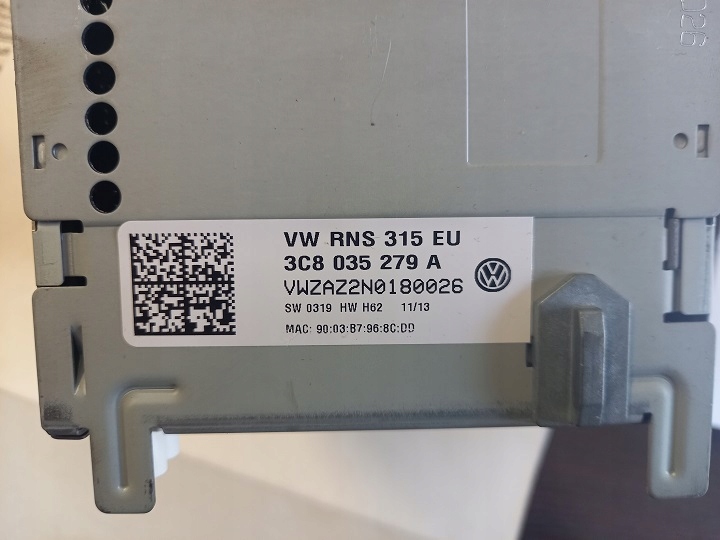 VW RNS 315 EU
3C8 035 279 A
VWZAZ2N0180026
SW 0319 HW H62 11/13
MAC: 90:03:B7:96:8C:DD